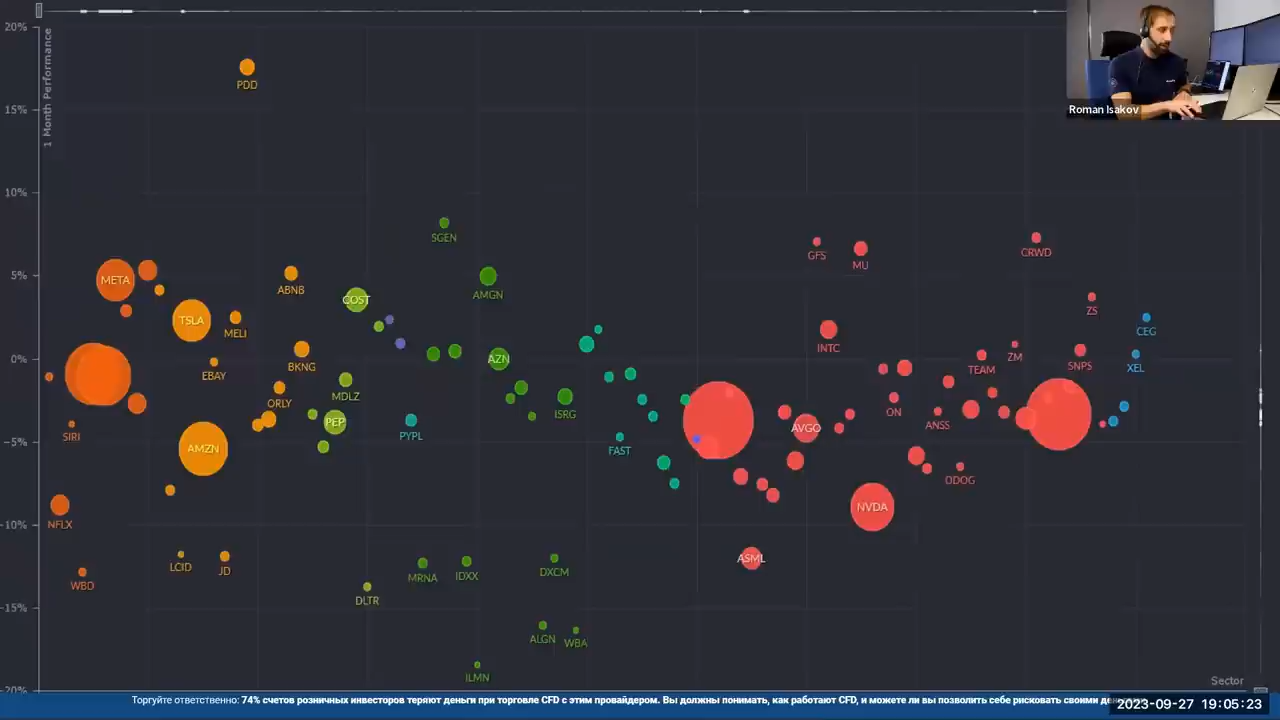 20%
1 Month Performance
Roman Isakov
PDD
15%
10%
SGEN
GFS
MU
CRWD
5%
META
ABNB
AMGN
COST
ZS
TSLA
MELI
INTC
CEG
0%
EBAY
BKNG
AZN
TEAM
ZM
SNPS
XEL
ORLY
MDLZ
ISRG
ON
SIRI
PEP
PYPL
AVGO
ANSS
−5%
AMZN
FAST
DDOG
NFLX
NVDA
−10%
WBD
LCID
JD
MRNA
IDXX
DXCM
ASML
DLTR
−15%
ALGN
WBA
ILMN
Sector
−20%
Торгуйте ответственно: 74% счетов розничных инвесторов теряют деньги при торговле CFD с этим провайдером. Вы должны понимать, как работают CFD, и можете ли вы позволить себе рисковать своими
2023-09-27 19:05:23